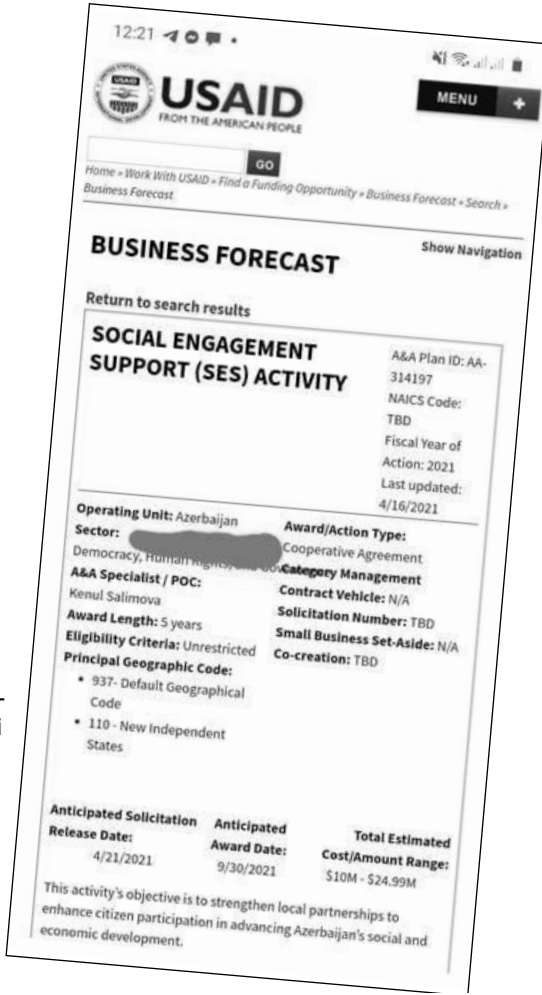 12:21
USAID
FROM THE AMERICAN PEOPLE
MENU +
GO
Home » Work With USAID » Find a Funding Opportunity » Business Forecast » Search »
Business Forecast
Show Navigation
BUSINESS FORECAST
Return to search results
SOCIAL ENGAGEMENT
SUPPORT (SES) ACTIVITY
A&A Plan ID: AA-
314197
NAICS Code:
TBD
Fiscal Year of
Action: 2021
Last updated:
4/16/2021
Operating Unit: Azerbaijan
Sector:
Democracy, Human Rights,
A&A Specialist / POC:
Kenul Salimova
Award Length: 5 years
Eligibility Criteria: Unrestricted
Principal Geographic Code:
• 937- Default Geographical
Code
• 110 - New Independent
States
Award/Action Type:
Cooperative Agreement
Category Management
Contract Vehicle: N/A
Solicitation Number: TBD
Small Business Set-Aside: N/A
Co-creation: TBD
Anticipated Solicitation
Release Date:
4/21/2021
Anticipated
Award Date:
9/30/2021
Total Estimated
Cost/Amount Range:
$10M - $24.99M
This activity's objective is to strengthen local partnerships to
enhance citizen participation in advancing Azerbaijan's social and
economic development.